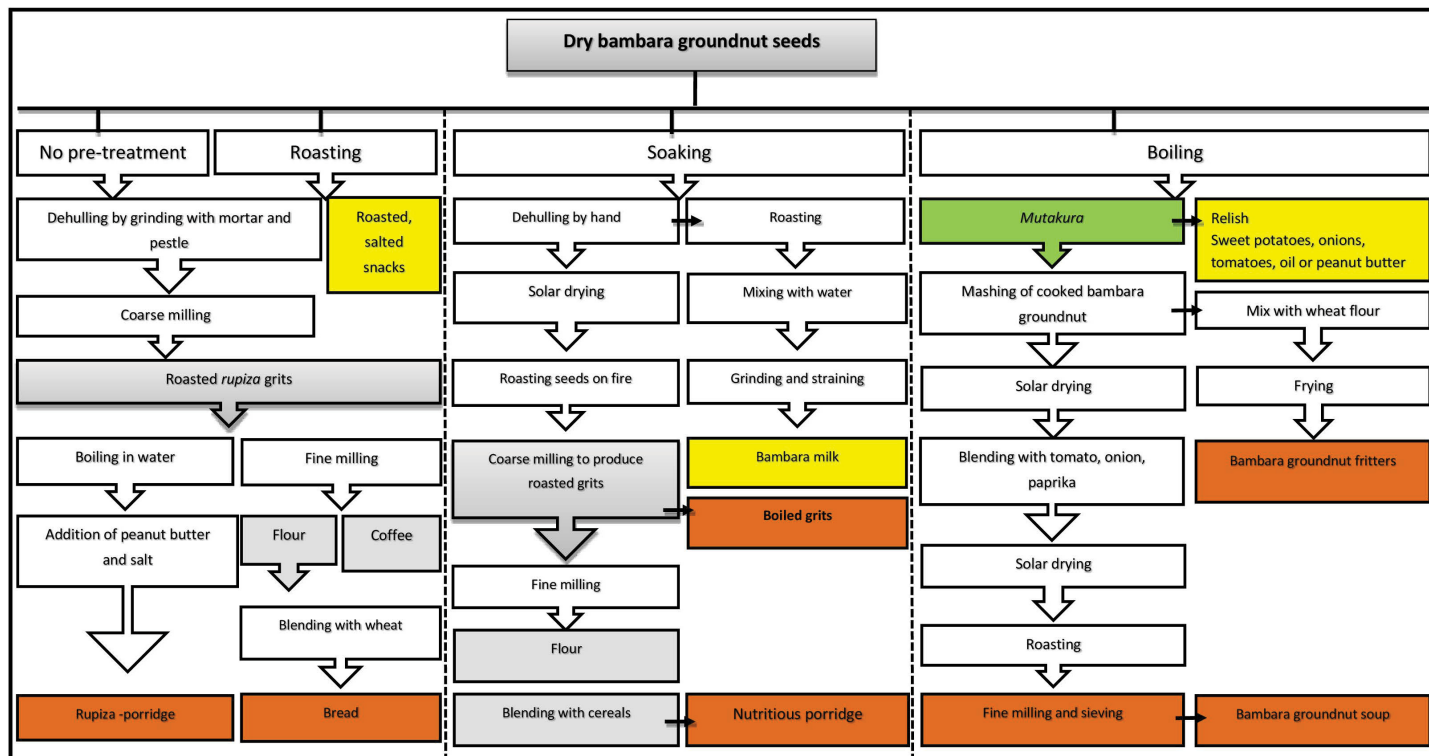 Dry bambara groundnut seeds
No pre-treatment
Roasting
Soaking
Boiling
Dehulling by grinding with mortar and
pestle
Roasted,
salted
snacks
Coarse milling
Roasted rupiza grits
Boiling in water
Fine milling
Addition of peanut butter
and salt
Flour
Coffee
Blending with wheat
Rupiza -porridge
Bread
Dehulling by hand
Roasting
Solar drying
Mixing with water
Roasting seeds on fire
Grinding and straining
Coarse milling to produce
roasted grits
Bambara milk
Boiled grits
Fine milling
Flour
Blending with cereals
Nutritious porridge
Mutakura
Relish
Sweet potatoes, onions,
tomatoes, oil or peanut butter
Mashing of cooked bambara
groundnut
Mix with wheat flour
Solar drying
Frying
Blending with tomato, onion,
paprika
Bambara groundnut fritters
Solar drying
Roasting
Fine milling and sieving
Bambara groundnut soup